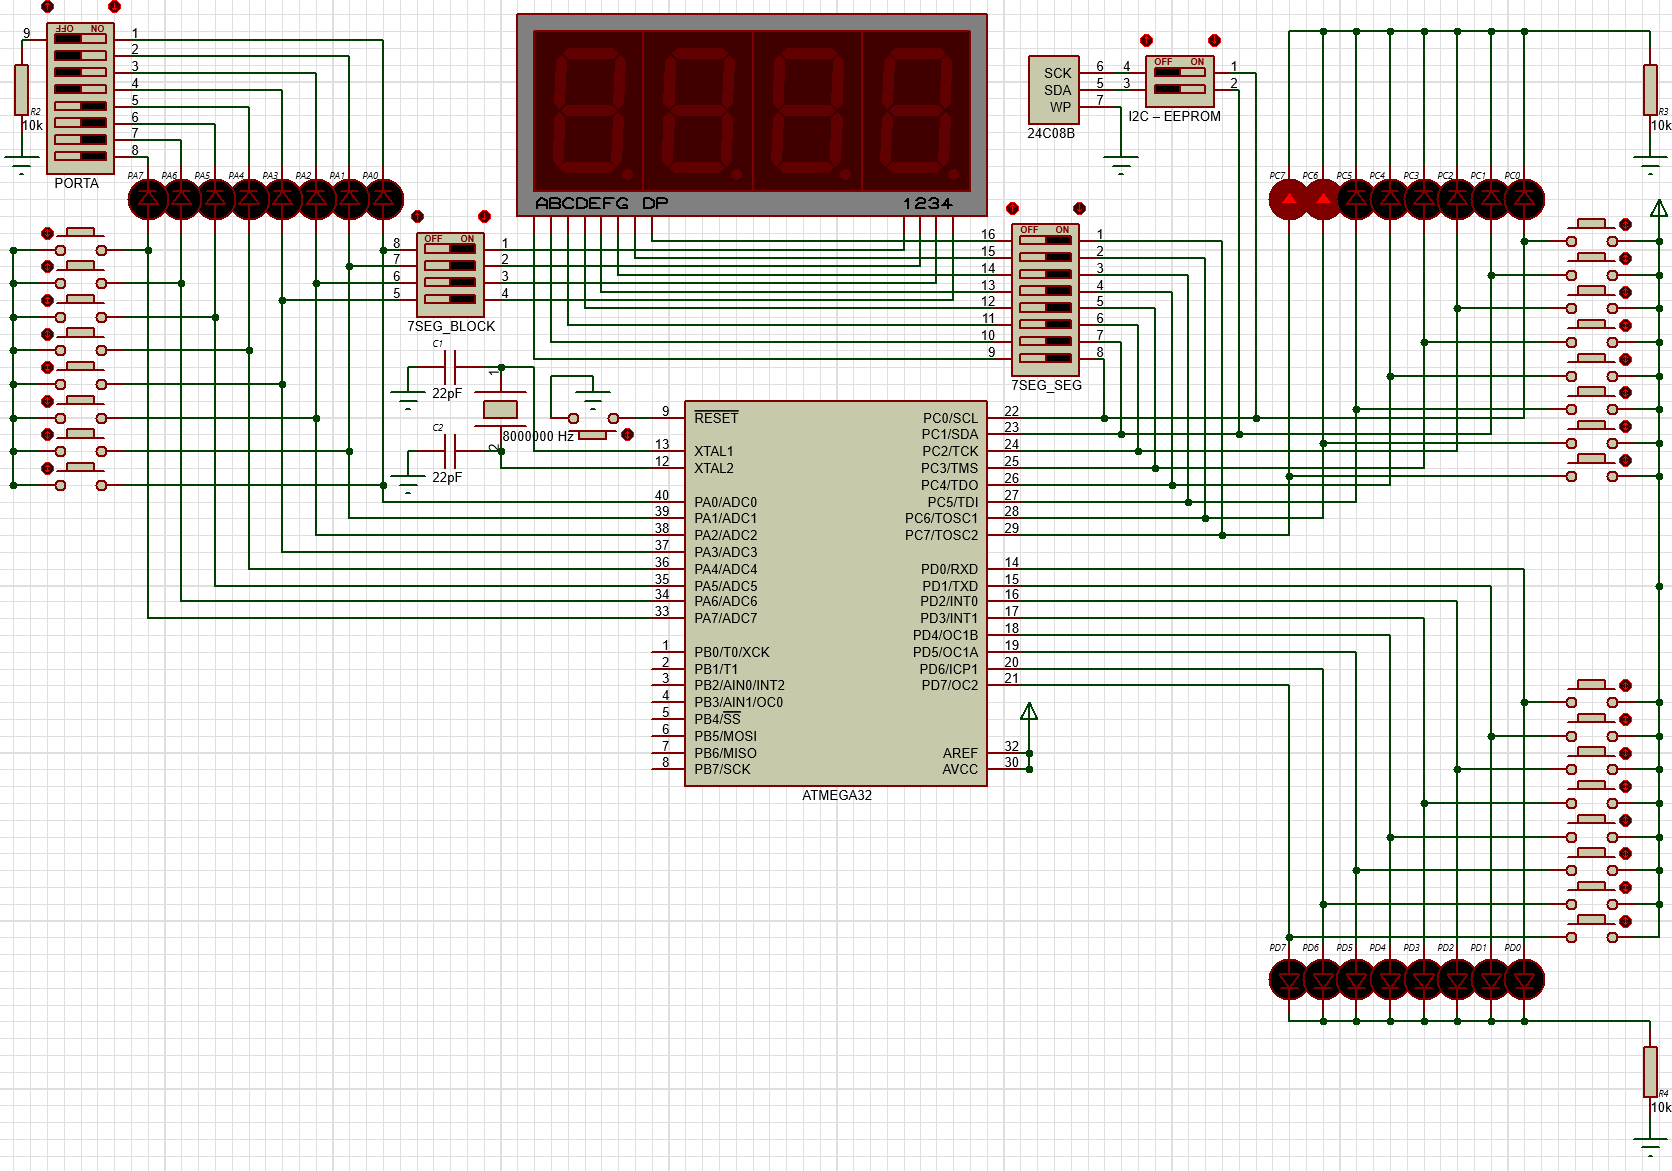 9
OFF ON
1
2
3
4
5
6
7
8
R2
10k
PORTA
PA7 PA6 PA5 PA4 PA3 PA2 PA1 PA0
ABCDEFG DP 1234
SCK 6
SDA 5
WP 7
24C08B
4
3
OFF ON
1
2
I2C – EEPROM
R3
10k
PC7 PC6 PC5 PC4 PC3 PC2 PC1 PC0
8
7
6
5
OFF ON
1
2
3
4
7SEG_BLOCK
16
15
14
13
12
11
10
9
OFF ON
1
2
3
4
5
6
7
8
7SEG_SEG
C1
22pF
C2
22pF
1
2
8000000 Hz
9 RESET
13 XTAL1
12 XTAL2
40 PA0/ADC0
39 PA1/ADC1
38 PA2/ADC2
37 PA3/ADC3
36 PA4/ADC4
35 PA5/ADC5
34 PA6/ADC6
33 PA7/ADC7
1 PB0/T0/XCK
2 PB1/T1
3 PB2/AIN0/INT2
4 PB3/AIN1/OC0
5 PB4/SS
6 PB5/MOSI
7 PB6/MISO
8 PB7/SCK
PC0/SCL 22
PC1/SDA 23
PC2/TCK 24
PC3/TMS 25
PC4/TDO 26
PC5/TDI 27
PC6/TOSC1 28
PC7/TOSC2 29
PD0/RXD 14
PD1/TXD 15
PD2/INT0 16
PD3/INT1 17
PD4/OC1B 18
PD5/OC1A 19
PD6/ICP1 20
PD7/OC2 21
AREF 32
AVCC 30
ATMEGA32
PD7 PD6 PD5 PD4 PD3 PD2 PD1 PD0
R4
10k